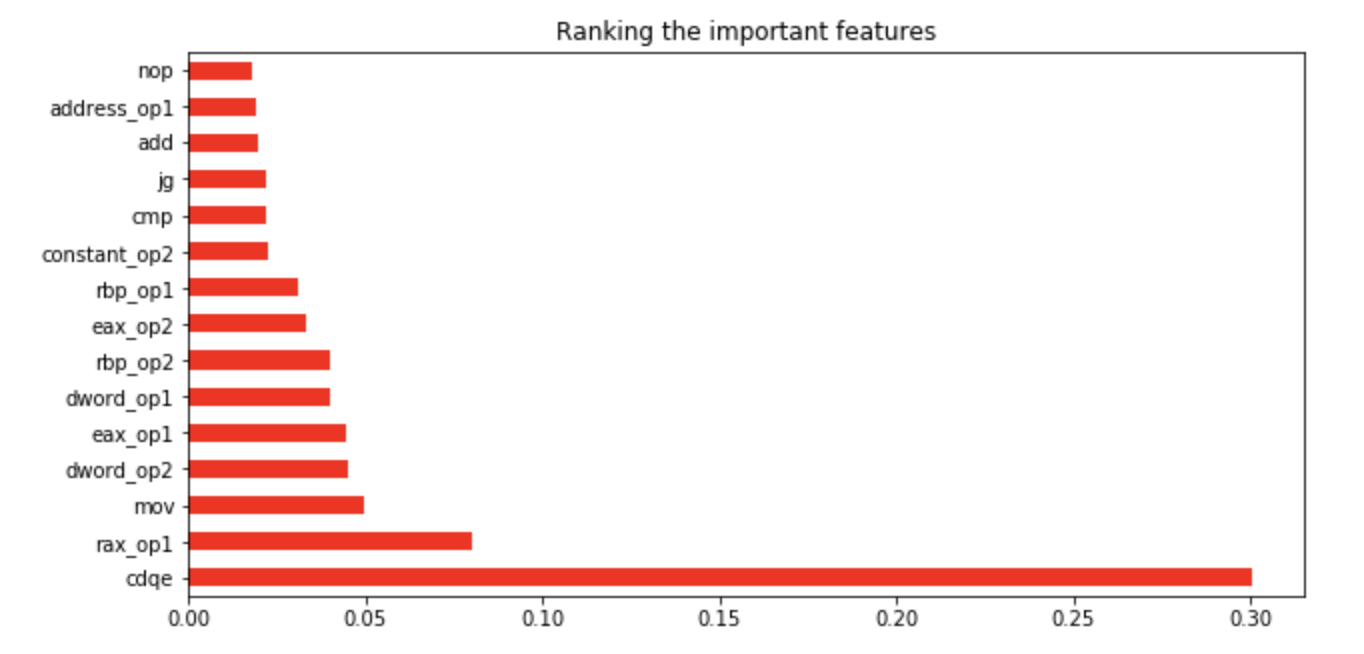 Ranking the important features
nop
address_op1
add
jg
cmp
constant_op2
rbp_op1
eax_op2
rbp_op2
dword_op1
eax_op1
dword_op2
mov
rax_op1
cdqe
0.00 0.05 0.10 0.15 0.20 0.25 0.30